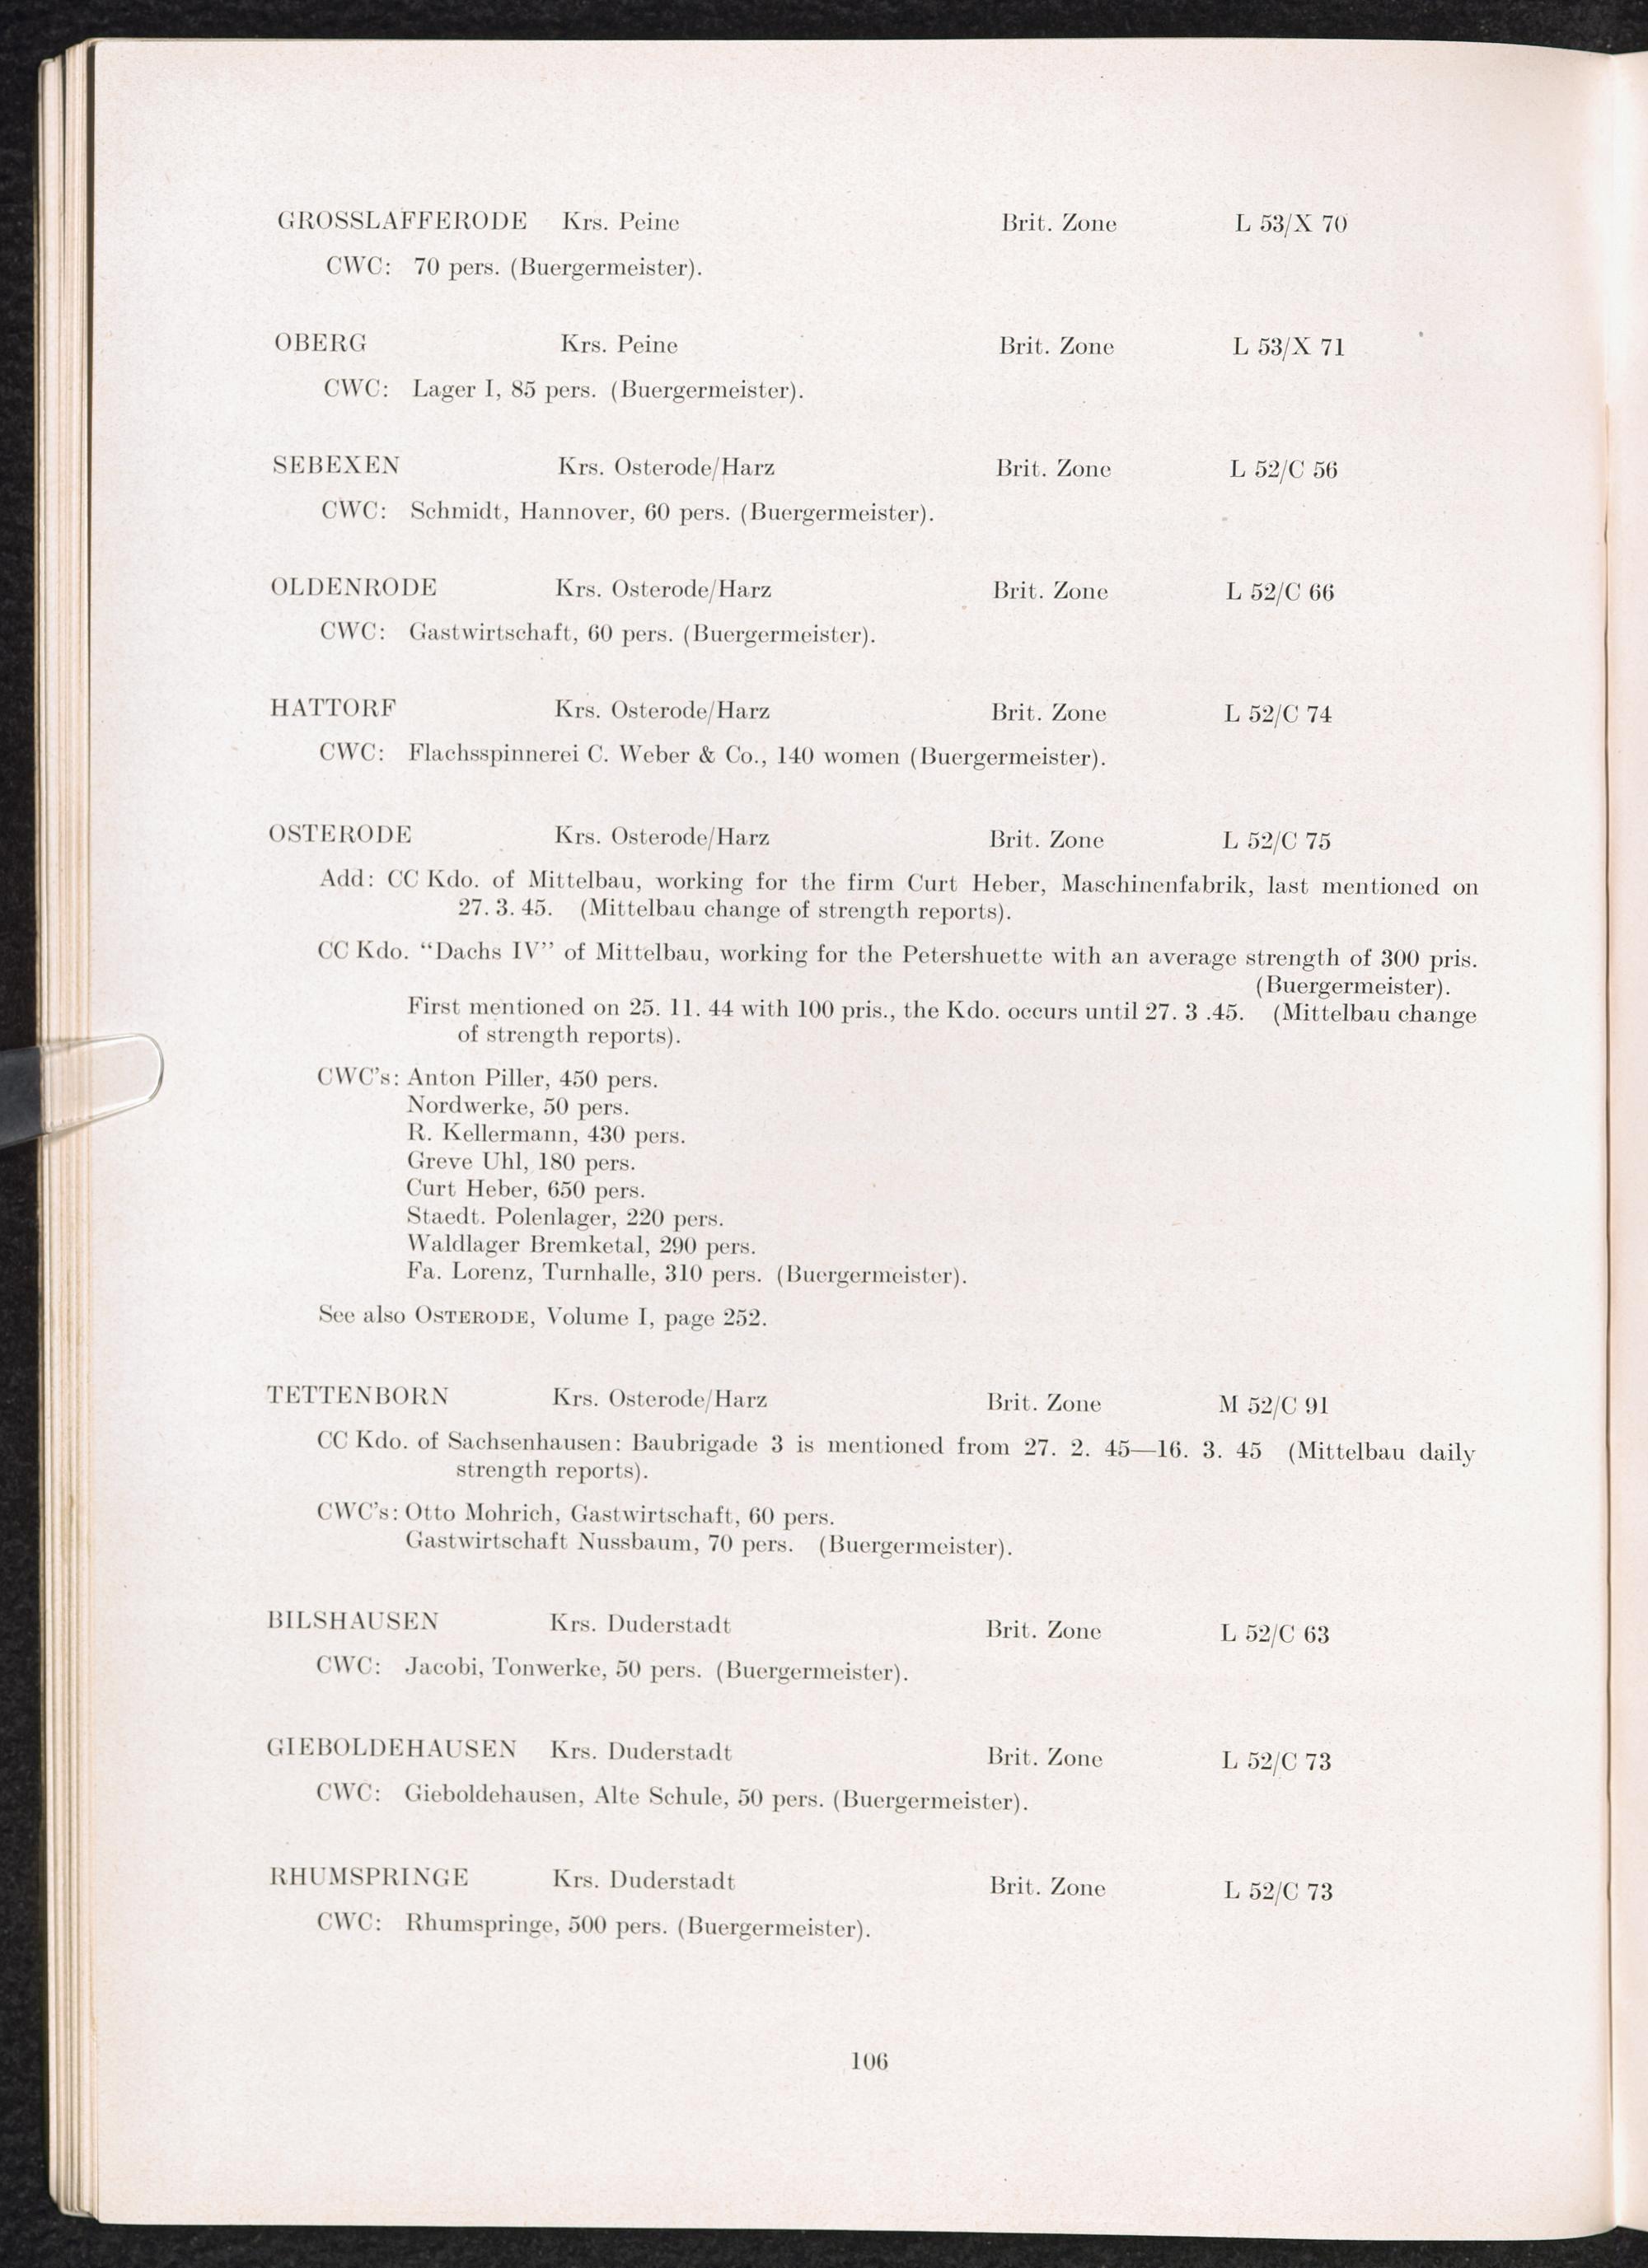 GROSSLAFFERODE Krs. Peine Brit. Zone L 53/X 70
CWC: 70 pers. (Buergermeister).
OBERG Krs. Peine Brit. Zone L 53/X 71
CWC: Lager I, 85 pers. (Buergermeister).
SEBEXEN Krs. Osterode/Harz Brit. Zone L 52/C 56
CWC: Schmidt, Hannover, 60 pers. (Buergermeister).
OLDENRODE Krs. Osterode/Harz Brit. Zone L 52/C 66
CWC: Gastwirtschaft, 60 pers. (Buergermeister).
HATTORF Krs. Osterode/Harz Brit. Zone L 52/C 74
CWC: Flachsspinnerei C. Weber & Co., 140 women (Buergermeister).
OSTERODE Krs. Osterode/Harz Brit. Zone L 52/C 75
Add: CC Kdo. of Mittelbau, working for the firm Curt Heber, Maschinenfabrik, last mentioned on
27. 3. 45. (Mittelbau change of strength reports).
CC Kdo. “Dachs IV” of Mittelbau, working for the Petershuette with an average strength of 300 pris.
(Buergermeister).
First mentioned on 25. 11. 44 with 100 pris., the Kdo. occurs until 27. 3 .45. (Mittelbau change
of strength reports).
CWC's: Anton Piller, 450 pers.
Nordwerke, 50 pers.
R. Kellermann, 430 pers.
Greve Uhl, 180 pers.
Curt Heber, 650 pers.
Staedt. Polenlager, 220 pers.
Waldlager Bremketal, 290 pers.
Fa. Lorenz, Turnhalle, 310 pers. (Buergermeister).
See also OSTERODE, Volume I, page 252.
TETTENBORN Krs. Osterode/Harz Brit. Zone M 52/C 91
CC Kdo. of Sachsenhausen: Baubrigade 3 is mentioned from 27. 2. 45—16. 3. 45 (Mittelbau daily
strength reports).
CWC's: Otto Mohrich, Gastwirtschaft, 60 pers.
Gastwirtschaft Nussbaum, 70 pers. (Buergermeister).
BILSHAUSEN Krs. Duderstadt Brit. Zone L 52/C 63
CWC: Jacobi, Tonwerke, 50 pers. (Buergermeister).
GIEBOLDEHAUSEN Krs. Duderstadt Brit. Zone L 52/C 73
CWC: Gieboldehausen, Alte Schule, 50 pers. (Buergermeister).
RHUMSPRINGE Krs. Duderstadt Brit. Zone L 52/C 73
CWC: Rhumspringe, 500 pers. (Buergermeister).
106